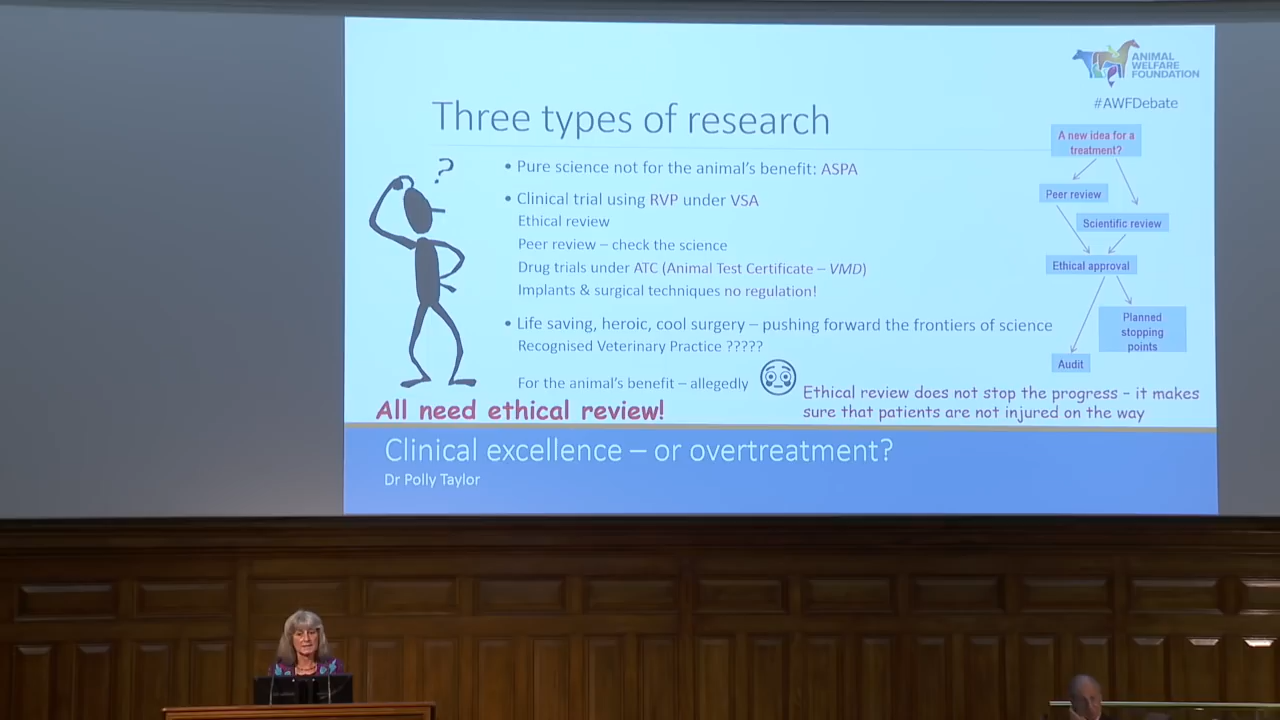 ANIMAL
WELFARE
FOUNDATION
#AWFDebate
Three types of research
?
• Pure science not for the animal's benefit: ASPA
• Clinical trial using RVP under VSA
Ethical review
Peer review – check the science
Drug trials under ATC (Animal Test Certificate – VMD)
Implants & surgical techniques no regulation!
• Life saving, heroic, cool surgery – pushing forward the frontiers of science
Recognised Veterinary Practice ?????
For the animal's benefit – allegedly
All need ethical review!
A new idea for a
treatment?
Peer review
Scientific review
Ethical approval
Planned
stopping
points
Audit
Ethical review does not stop the progress – it makes
sure that patients are not injured on the way
Clinical excellence – or overtreatment?
Dr Polly Taylor